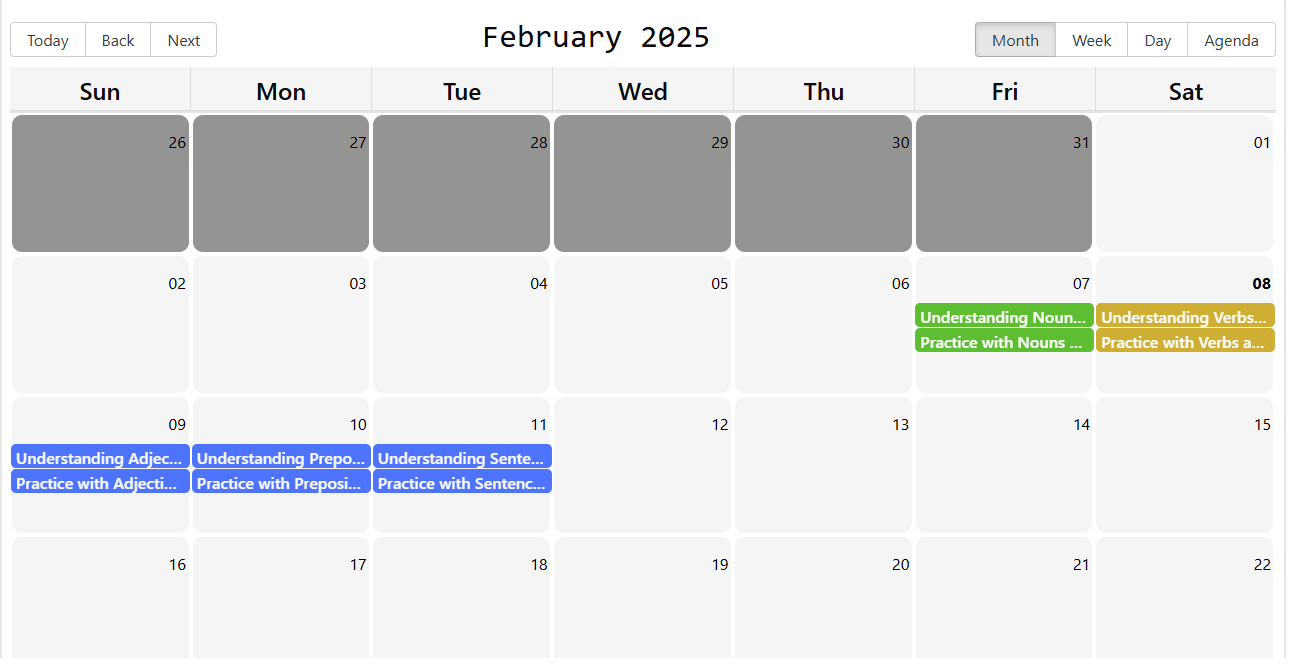 Today Back Next February 2025 Month Week Day Agenda
Sun Mon Tue Wed Thu Fri Sat
26 27 28 29 30 31 01
02 03 04 05 06 07 08
Understanding Noun... Understanding Verbs...
Practice with Nouns ... Practice with Verbs a...
09 10 11 12 13 14 15
Understanding Adjec... Understanding Prepo... Understanding Sente...
Practice with Adjecti... Practice with Preposi... Practice with Sentenc...
16 17 18 19 20 21 22